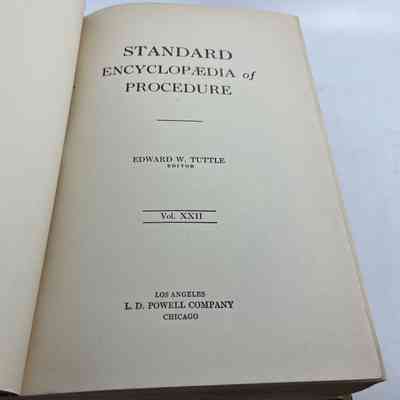 STANDARD
ENCYCLOPÆDIA of
PROCEDURE
EDWARD W. TUTTLE
EDITOR
Vol. XXII
LOS ANGELES
L. D. POWELL COMPANY
CHICAGO